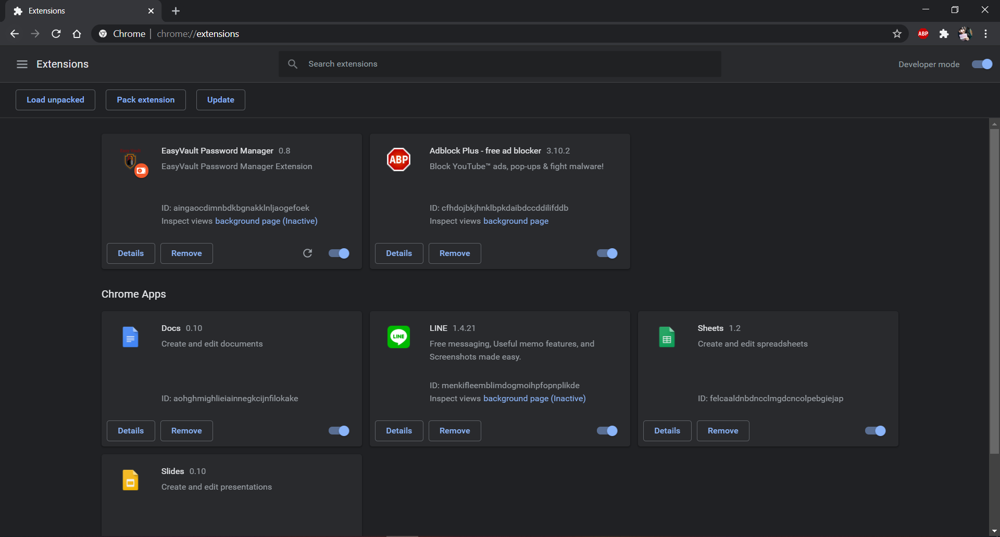 Extensions
Chrome | chrome://extensions
ABP
Extensions
Search extensions
Developer mode
Load unpacked
Pack extension
Update
EasyVault Password Manager 0.8
EasyVault Password Manager Extension
ID: aingaocdimnbdkbgnakklnljaogefoek
Inspect views background page (Inactive)
Details
Remove
ABP
Adblock Plus - free ad blocker 3.10.2
Block YouTube™ ads, pop-ups & fight malware!
ID: cfhdojbkjhnklbpkdaibdccddilifddb
Inspect views background page
Details
Remove
Chrome Apps
Docs 0.10
Create and edit documents
ID: aohghmighlieiainnegkcijnfilokake
Details
Remove
LINE
LINE 1.4.21
Free messaging, Useful memo features, and
Screenshots made easy.
ID: menkifleemblimdogmoihpfopnplikde
Inspect views background page (Inactive)
Details
Remove
Sheets 1.2
Create and edit spreadsheets
ID: felcaaldnbdncclmgdcncolpebgiejap
Details
Remove
Slides 0.10
Create and edit presentations